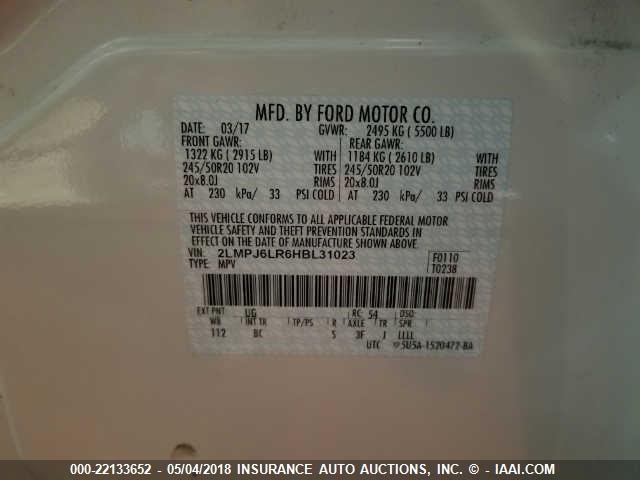 MFD. BY FORD MOTOR CO.
DATE: 03/17 GVWR: 2495 KG ( 5500 LB)
FRONT GAWR: REAR GAWR:
1322 KG ( 2915 LB) WITH 1184 KG ( 2610 LB) WITH
245/50R20 102V TIRES 245/50R20 102V TIRES
20x8.0J RIMS 20x8.0J RIMS
AT 230 kPa/ 33 PSI COLD AT 230 kPa/ 33 PSI COLD
THIS VEHICLE CONFORMS TO ALL APPLICABLE FEDERAL MOTOR
VEHICLE SAFETY AND THEFT PREVENTION STANDARDS IN
EFFECT ON THE DATE OF MANUFACTURE SHOWN ABOVE.
VIN: 2LMPJ6LR6HBL31023 F0110
TYPE: MPV T0238
EXT PNT: UG RC: 54 DSO:
WB INT TR TP/PS R AXLE TR SPR
112 BC S 3F J LLLL
UTC 5U5A-1520472-BA
000-22133652 - 05/04/2018 INSURANCE AUTO AUCTIONS, INC. - IAAI.COM